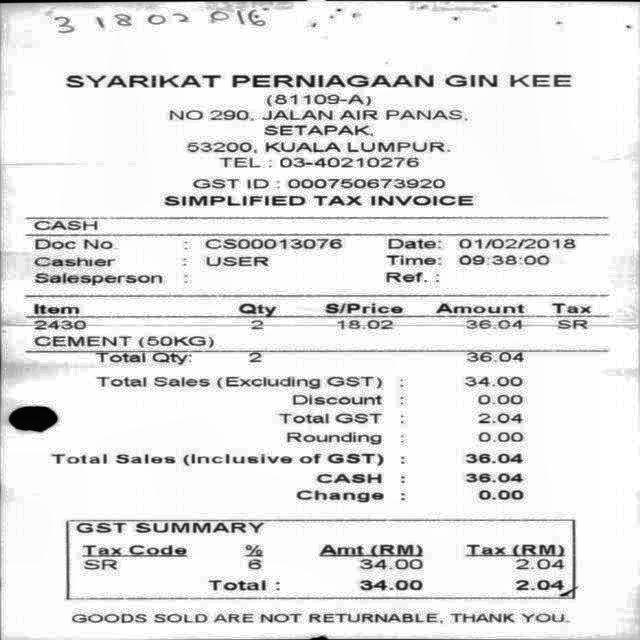 3 180
SYARIKAT PERNIAGAAN GIN KEE
(81109-A)
NO 290, JALAN AIR PANAS,
SETAPAK,
53200, KUALA LUMPUR.
TEL : 03-40210276
GST ID : 000750673920
SIMPLIFIED TAX INVOICE
CASH
Doc No : CS00013076 Date: 01/02/2018
Cashier : USER Time: 09:38:00
Salesperson : Ref. :
Item Qty S/Price Amount Tax
2430 2 18.02 36.04 SR
CEMENT (50KG)
Total Qty: 2 36.04
Total Sales (Excluding GST) : 34.00
Discount : 0.00
Total GST : 2.04
Rounding : 0.00
Total Sales (Inclusive of GST) : 36.04
CASH : 36.04
Change : 0.00
GST SUMMARY
Tax Code % Amt (RM) Tax (RM)
SR 6 34.00 2.04
Total : 34.00 2.04
GOODS SOLD ARE NOT RETURNABLE, THANK YOU.